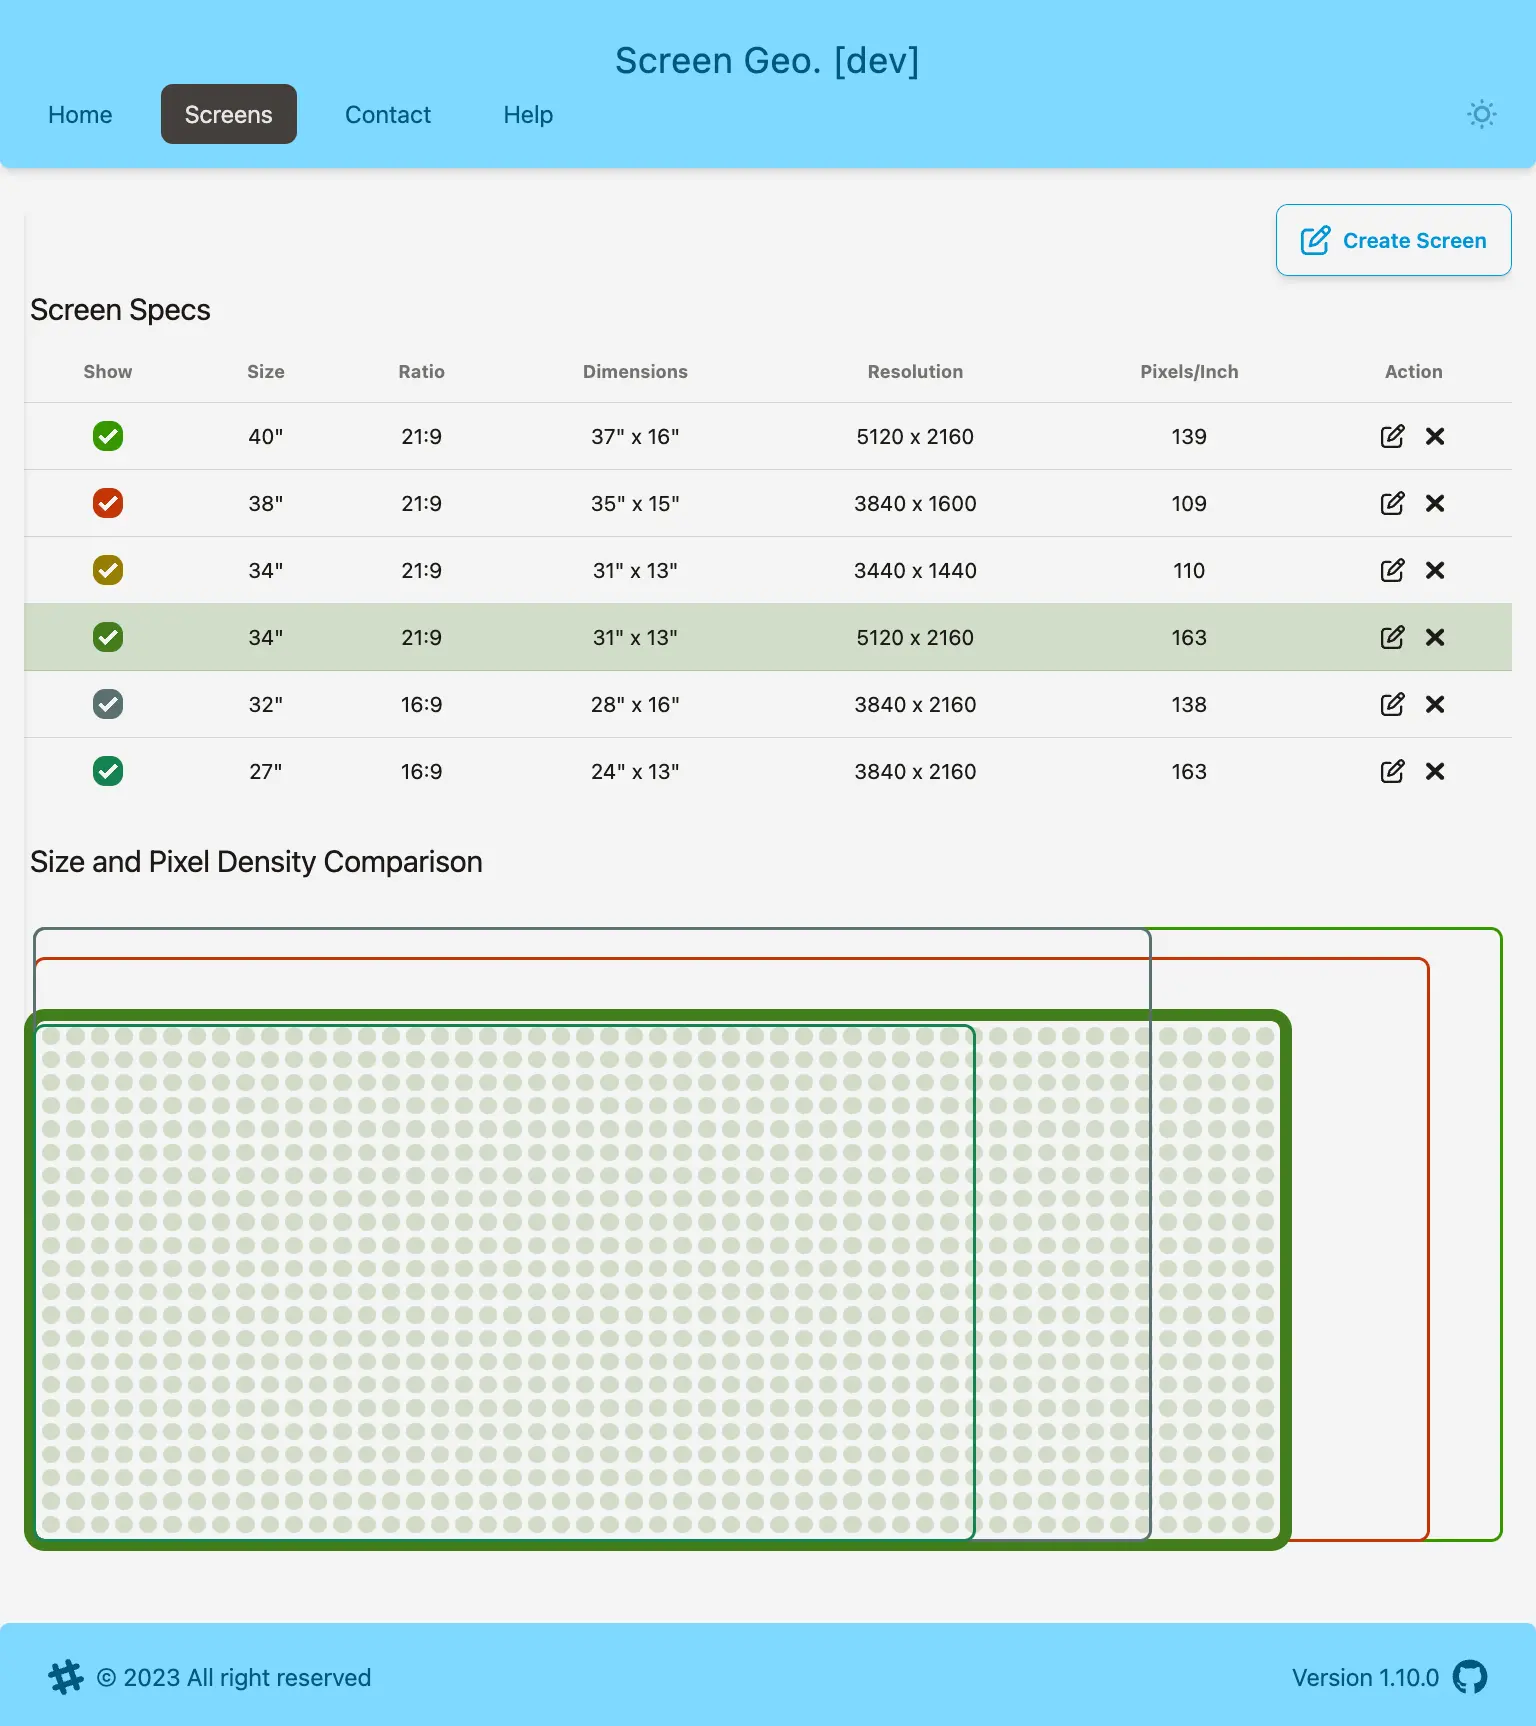 Screen Geo. [dev]
Home Screens Contact Help
Create Screen
Screen Specs
Show Size Ratio Dimensions Resolution Pixels/Inch Action
40" 21:9 37" x 16" 5120 x 2160 139
38" 21:9 35" x 15" 3840 x 1600 109
34" 21:9 31" x 13" 3440 x 1440 110
34" 21:9 31" x 13" 5120 x 2160 163
32" 16:9 28" x 16" 3840 x 2160 138
27" 16:9 24" x 13" 3840 x 2160 163
Size and Pixel Density Comparison
© 2023 All right reserved Version 1.10.0